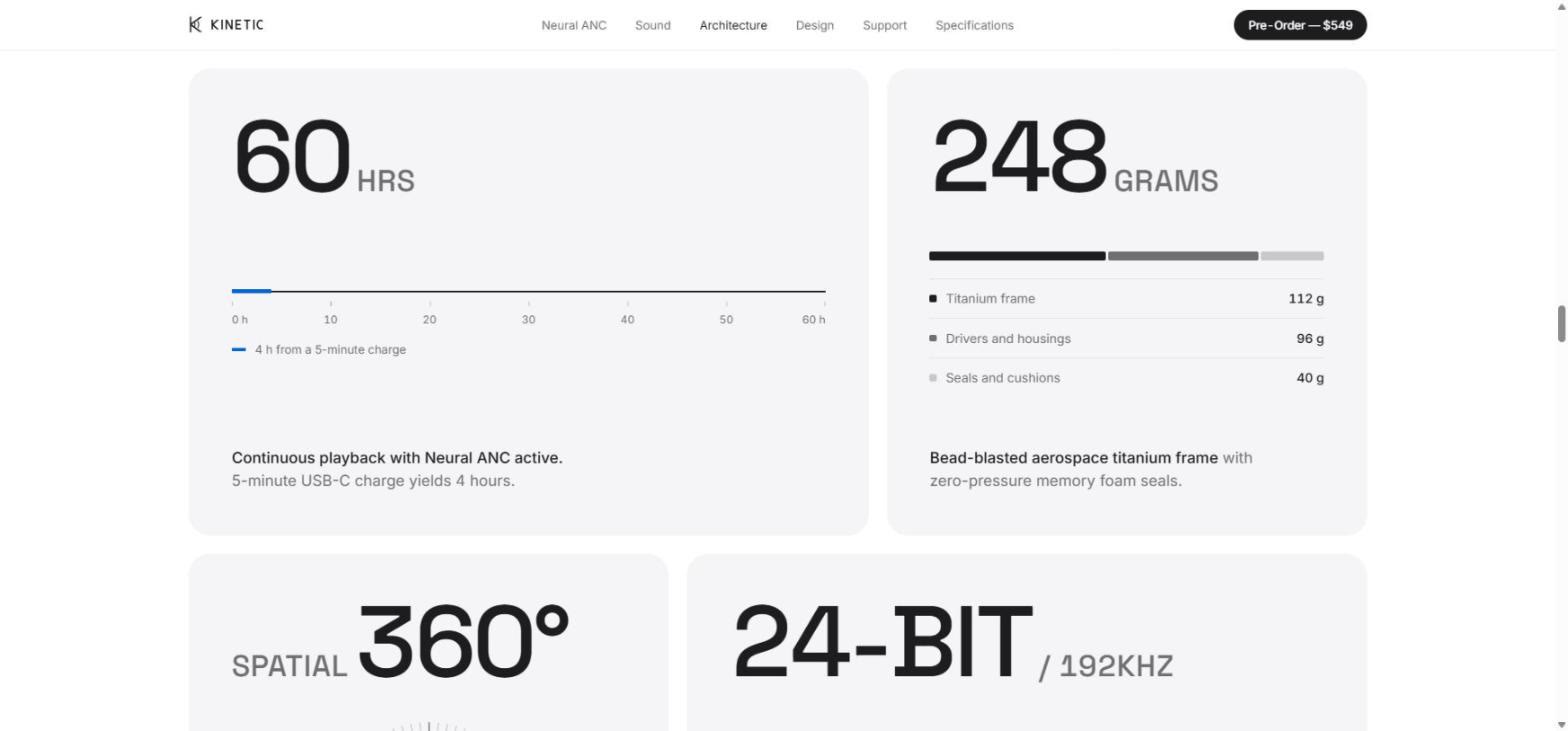 KINETIC
Neural ANC Sound Architecture Design Support Specifications
Pre-Order — $549
60 HRS
0 h 10 20 30 40 50 60 h
4 h from a 5-minute charge
Continuous playback with Neural ANC active.
5-minute USB-C charge yields 4 hours.
248 GRAMS
Titanium frame 112 g
Drivers and housings 96 g
Seals and cushions 40 g
Bead-blasted aerospace titanium frame with
zero-pressure memory foam seals.
SPATIAL 360°
24-BIT / 192KHZ